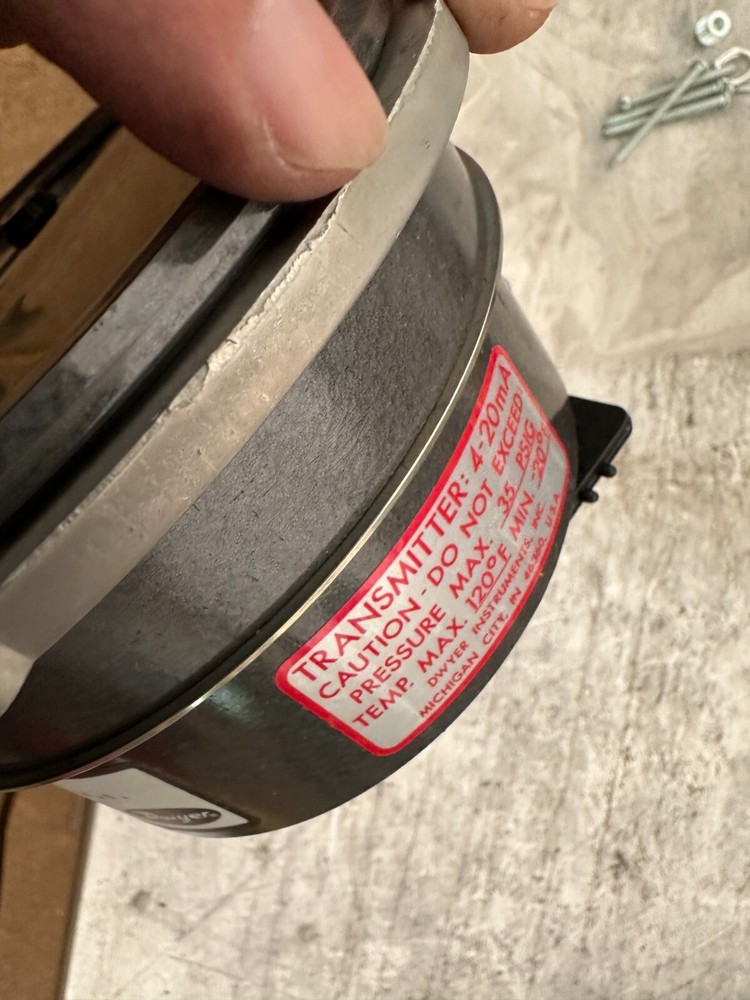 TRANSMITTER: 4-20mA
CAUTION - DO NOT EXCEED
PRESSURE MAX. 35 PSIG
TEMP. MAX. 120°F MIN. 20°
DWYER INSTRUMENTS, INC.
MICHIGAN CITY, IN 46360, U.S.A
Dwyer